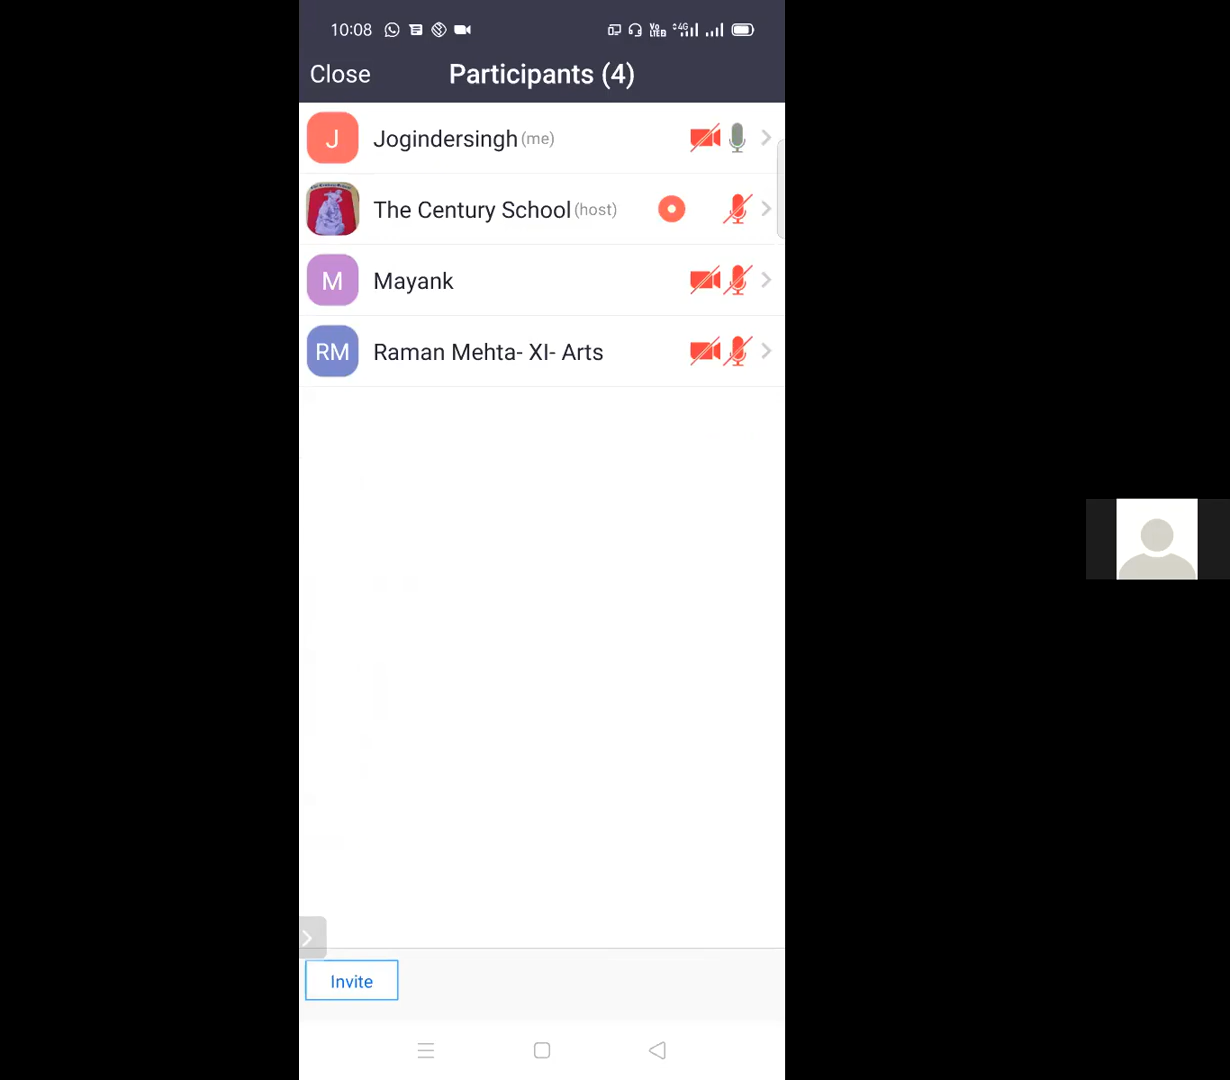 10:08
Close Participants (4)
J Jogindersingh (me)
The Century School (host)
M Mayank
RM Raman Mehta- XI- Arts
Invite